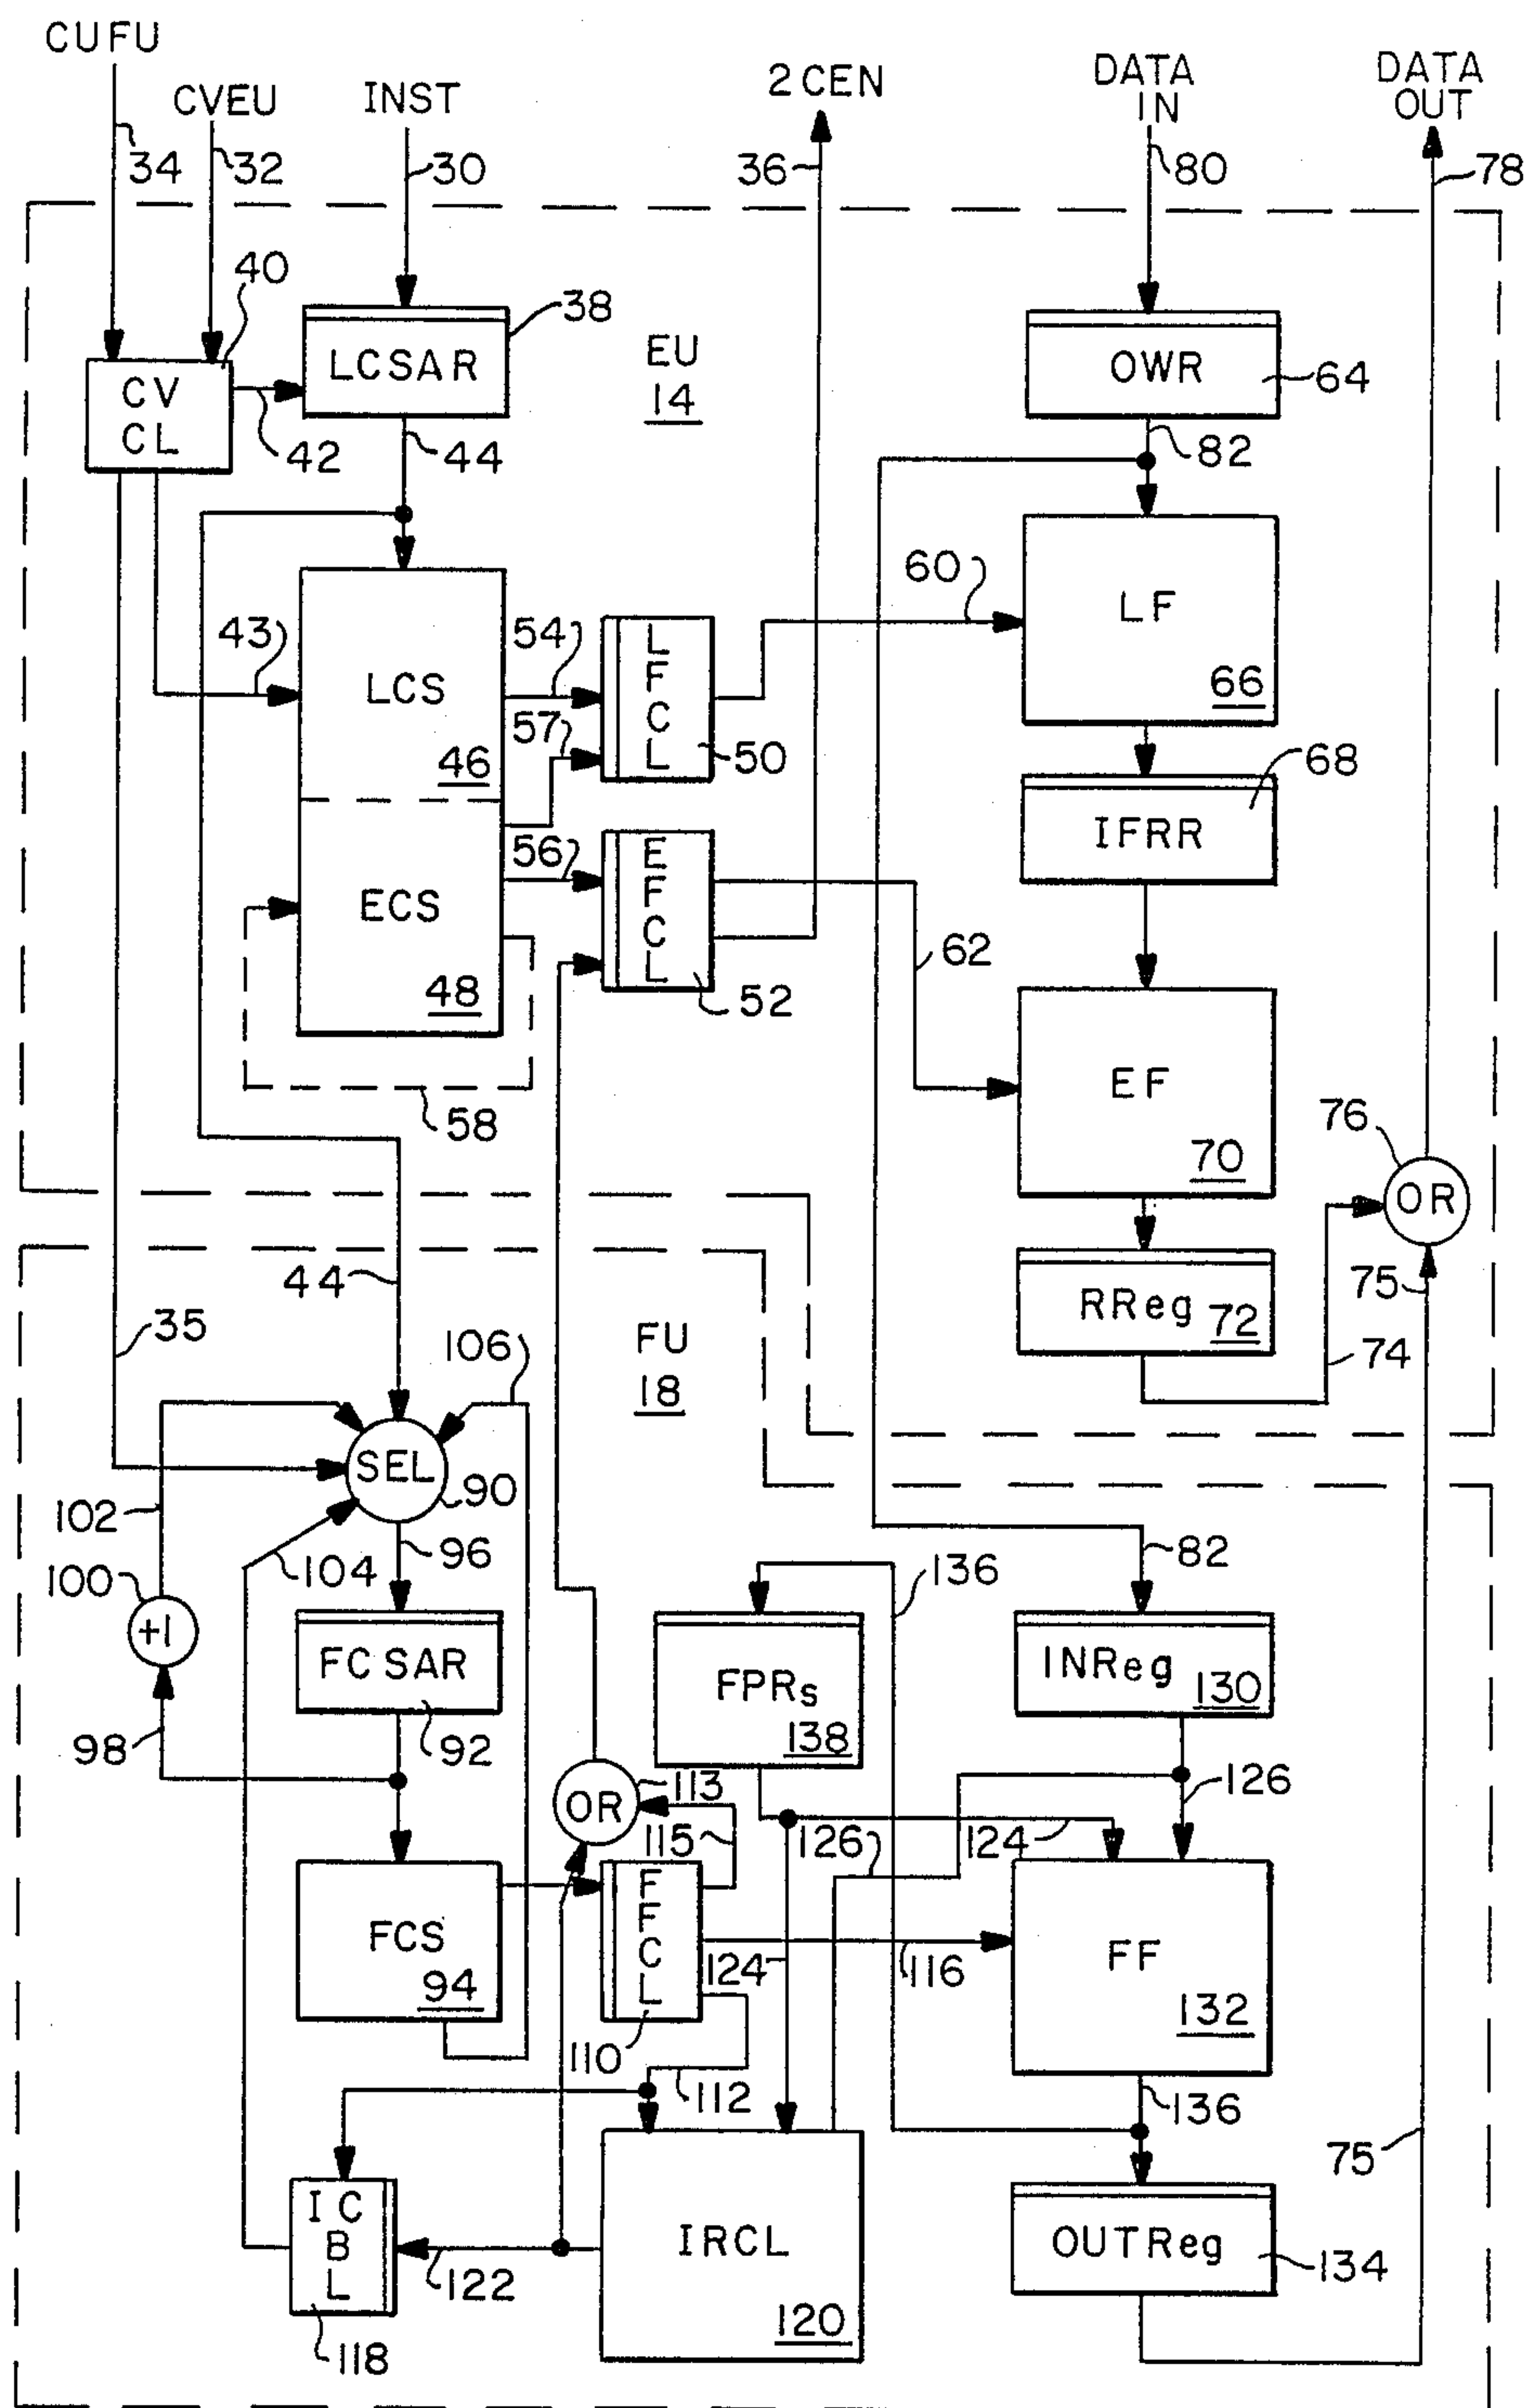 CUFU
CVEU
INST
2CEN
DATA
IN
DATA
OUT
34
32
30
36
80
78
40
38
EU
14
LCSAR
OWR
64
CV
CL
42
44
82
60
LF
66
43
LCS
46
54
57
L
F
C
L
50
68
IFRR
56
ECS
48
E
F
C
L
52
62
58
EF
70
76
OR
44
35
FU
18
RReg
72
75
74
106
SEL
90
102
104
96
82
100
+1
136
FCSAR
92
98
FPRs
138
INReg
130
113
OR
126
115
126
124
FCS
94
F
F
C
L
110
124
116
FF
132
112
136
75
IC
B
L
118
122
IRCL
120
OUTReg
134